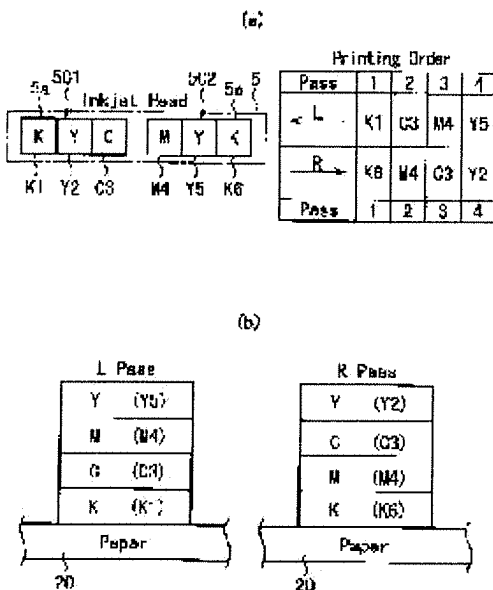 (a)
Printing Order
5a 501 502 5a 5
Inkjet Head
Pass 1 2 3 4
K Y C M Y K
L K1 C3 M4 Y5
K1 Y2 C3 M4 Y5 K6
R K6 M4 C3 Y2
Pass 1 2 3 4
(b)
L Pass R Pass
Y (Y5) Y (Y2)
M (M4) C (C3)
C (C3) M (M4)
K (K1) K (K6)
Paper Paper
20 20